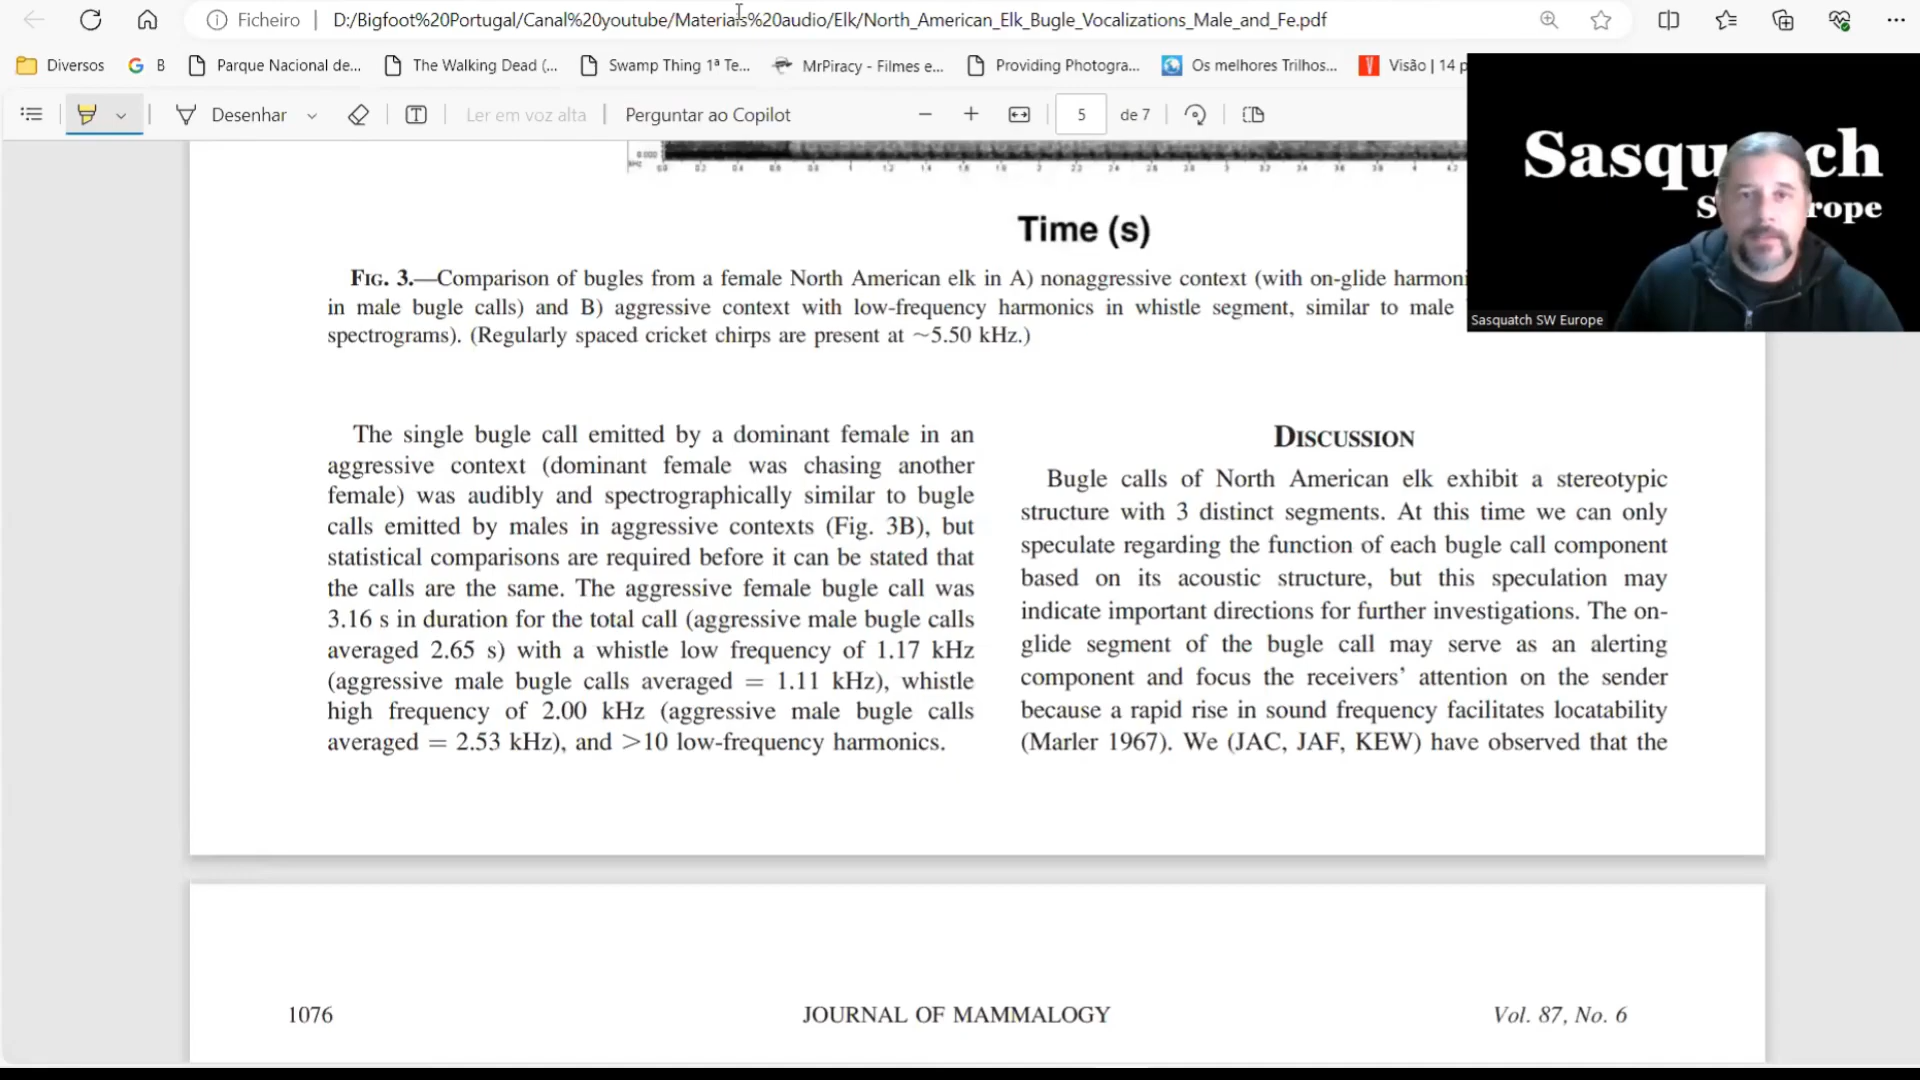 Ficheiro
D:/Bigfoot%20Portugal/Canal%20youtube/Materiais%20audio/Elk/North_American_Elk_Bugle_Vocalizations_Male_and_Fe.pdf
Diversos
B
Parque Nacional de...
The Walking Dead (...
Swamp Thing 1ª Te...
MrPiracy - Filmes e...
Providing Photogra...
Os melhores Trilhos...
Visão | 14 p
Desenhar
Ler em voz alta
Perguntar ao Copilot
5
de 7
Sasquatch SW Europe
0.000
kHz
Time (s)
FIG. 3.—Comparison of bugles from a female North American elk in A) nonaggressive context (with on-glide harmoni
in male bugle calls) and B) aggressive context with low-frequency harmonics in whistle segment, similar to male
spectrograms). (Regularly spaced cricket chirps are present at ~5.50 kHz.)
The single bugle call emitted by a dominant female in an
aggressive context (dominant female was chasing another
female) was audibly and spectrographically similar to bugle
calls emitted by males in aggressive contexts (Fig. 3B), but
statistical comparisons are required before it can be stated that
the calls are the same. The aggressive female bugle call was
3.16 s in duration for the total call (aggressive male bugle calls
averaged 2.65 s) with a whistle low frequency of 1.17 kHz
(aggressive male bugle calls averaged = 1.11 kHz), whistle
high frequency of 2.00 kHz (aggressive male bugle calls
averaged = 2.53 kHz), and >10 low-frequency harmonics.
DISCUSSION
Bugle calls of North American elk exhibit a stereotypic
structure with 3 distinct segments. At this time we can only
speculate regarding the function of each bugle call component
based on its acoustic structure, but this speculation may
indicate important directions for further investigations. The on-
glide segment of the bugle call may serve as an alerting
component and focus the receivers' attention on the sender
because a rapid rise in sound frequency facilitates locatability
(Marler 1967). We (JAC, JAF, KEW) have observed that the
1076
JOURNAL OF MAMMALOGY
Vol. 87, No. 6